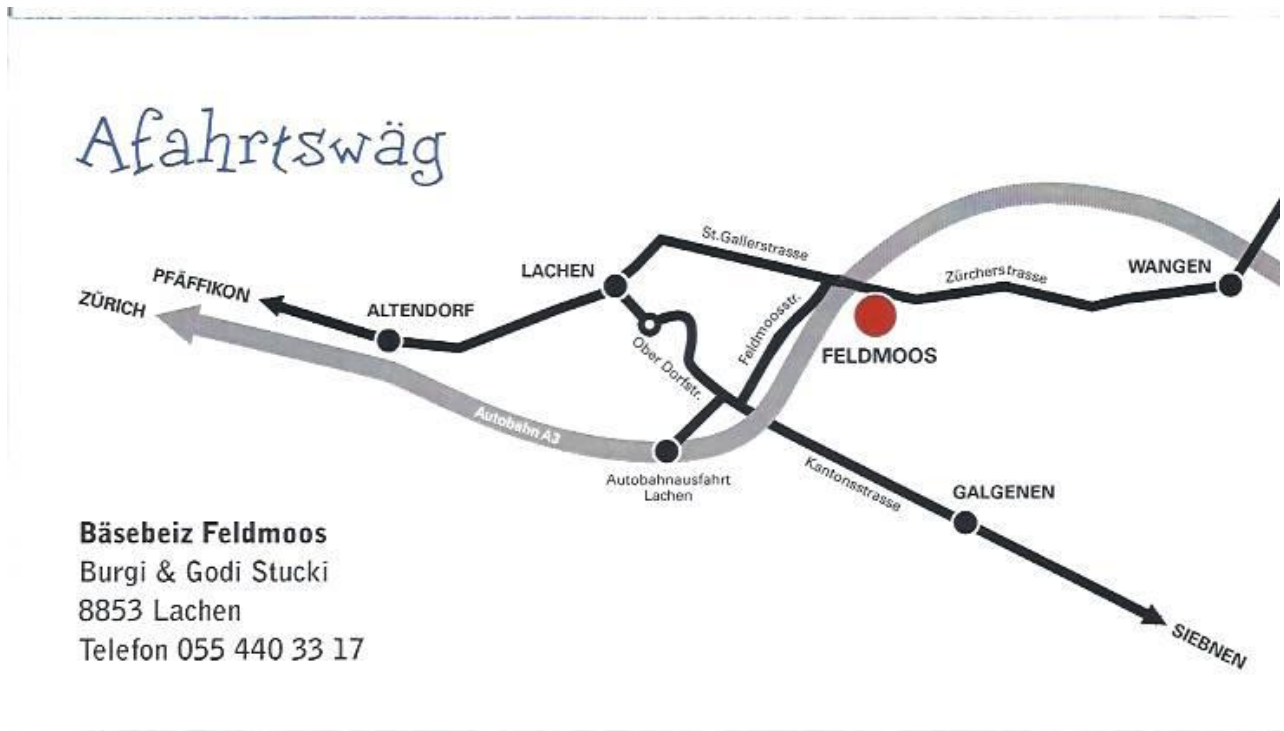 Afahrtswäg
St.Gallerstrasse
LACHEN
Zürcherstrasse
WANGEN
PFÄFFIKON
ZÜRICH
ALTENDORF
Feldmoosstr.
FELDMOOS
Ober Dorfstr.
Autobahn A3
Autobahnausfahrt
Lachen
Kantonsstrasse
GALGENEN
SIEBNEN
Bäsebeiz Feldmoos
Burgi & Godi Stucki
8853 Lachen
Telefon 055 440 33 17